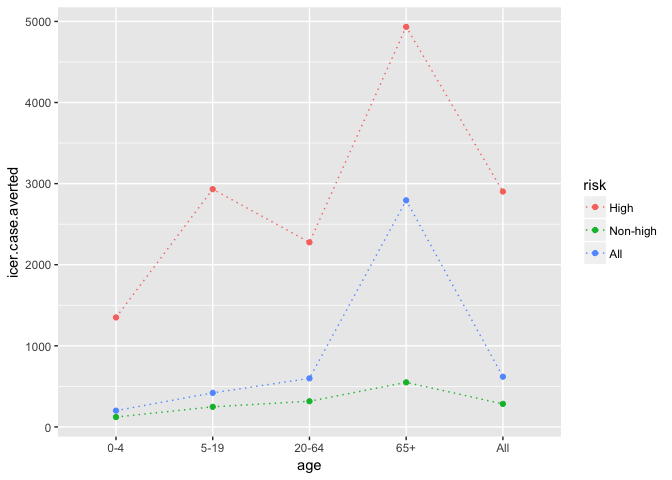 5000
4000
3000
2000
1000
0
icer.case.averted
0-4
5-19
20-64
65+
All
age
risk
High
Non-high
All